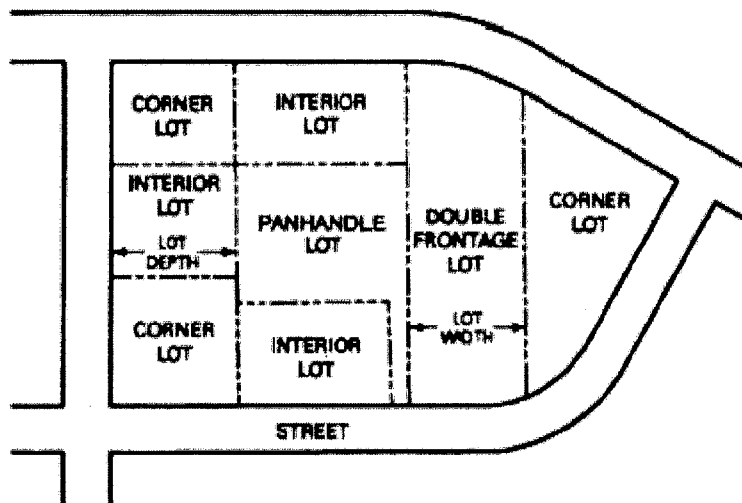 CORNER
LOT
INTERIOR
LOT
INTERIOR
LOT
LOT
DEPTH
PANHANDLE
LOT
DOUBLE
FRONTAGE
LOT
CORNER
LOT
CORNER
LOT
INTERIOR
LOT
LOT
WIDTH
STREET